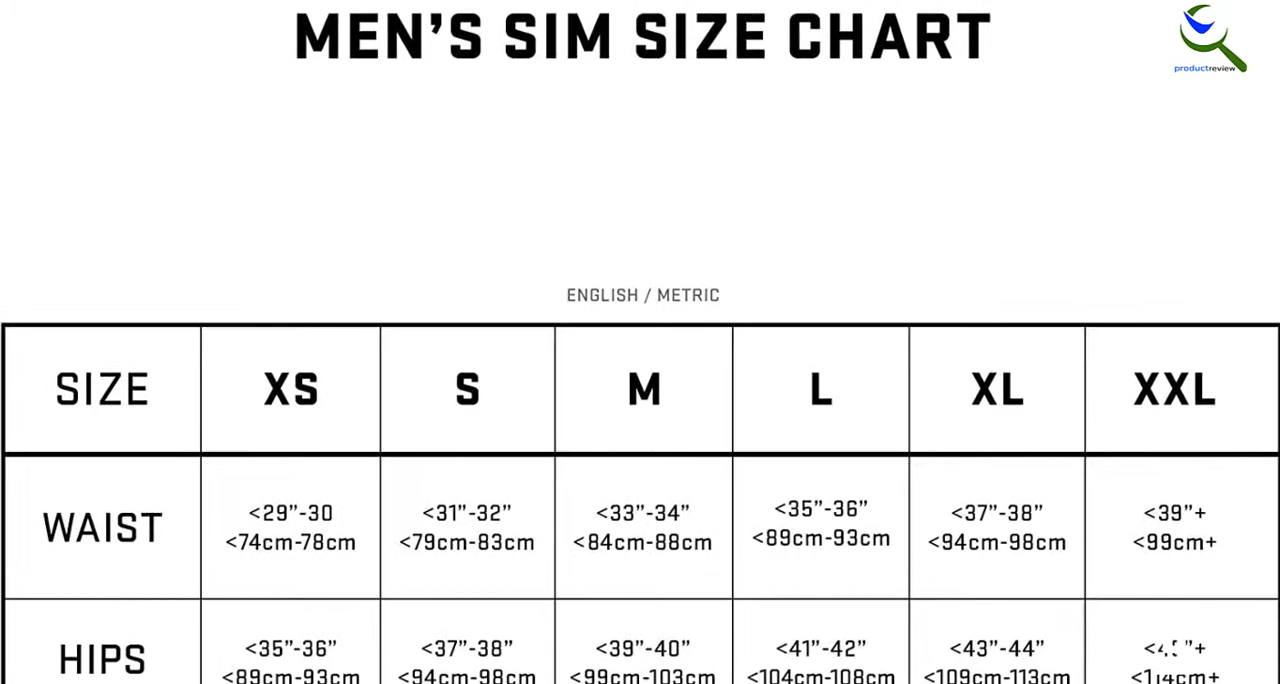 MEN'S SIM SIZE CHART
productreview
ENGLISH / METRIC
SIZE XS S M L XL XXL
WAIST <29”-30 <31”-32” <33”-34” <35”-36” <37”-38” <39”+
<74cm-78cm <79cm-83cm <84cm-88cm <89cm-93cm <94cm-98cm <99cm+
HIPS <35”-36” <37”-38” <39”-40” <41”-42” <43”-44”
<89cm-93cm <94cm-98cm <99cm-103cm <104cm-108cm <109cm-113cm <114cm+